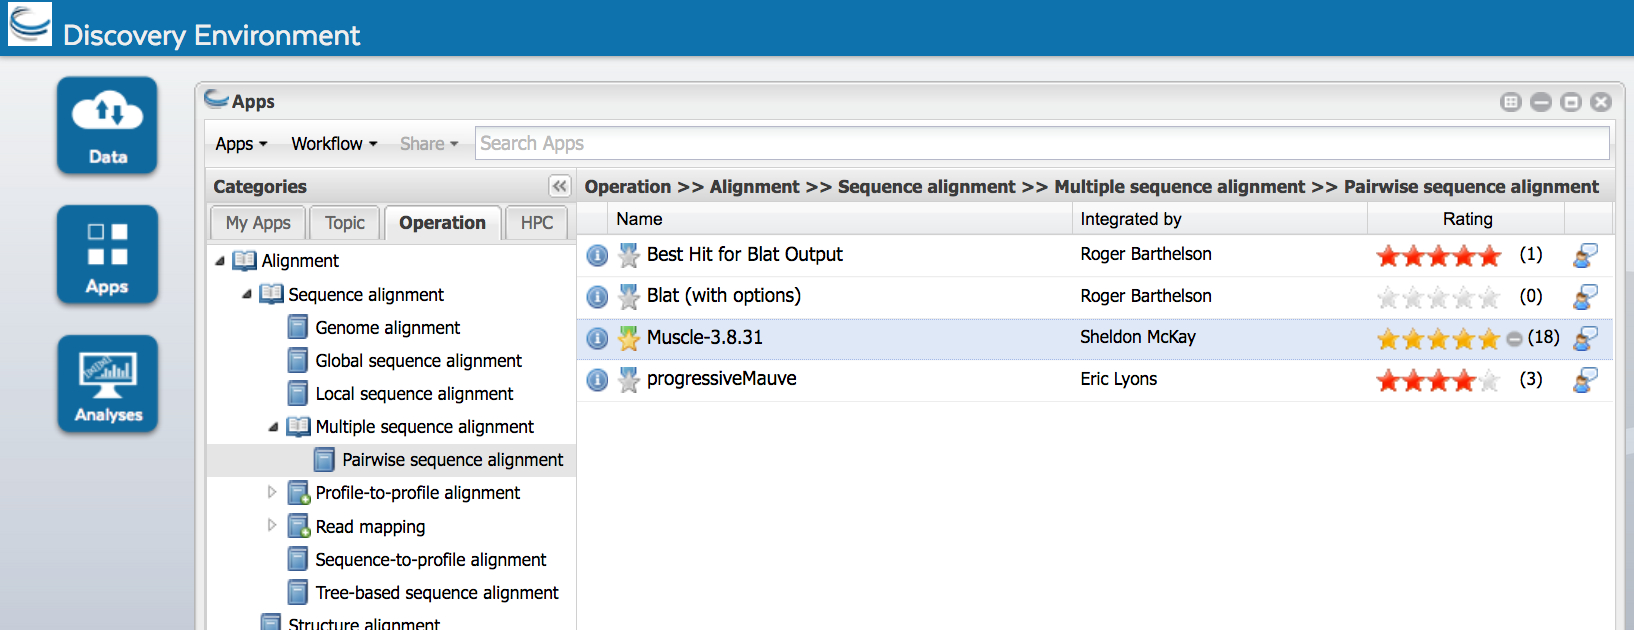 Discovery Environment
Data
Apps
Analyses
Apps
Apps Workflow Share Search Apps
Categories
My Apps Topic Operation HPC
Alignment
Sequence alignment
Genome alignment
Global sequence alignment
Local sequence alignment
Multiple sequence alignment
Pairwise sequence alignment
Profile-to-profile alignment
Read mapping
Sequence-to-profile alignment
Tree-based sequence alignment
Structure alignment
Operation >> Alignment >> Sequence alignment >> Multiple sequence alignment >> Pairwise sequence alignment
Name Integrated by Rating
Best Hit for Blat Output Roger Barthelson (1)
Blat (with options) Roger Barthelson (0)
Muscle-3.8.31 Sheldon McKay (18)
progressiveMauve Eric Lyons (3)